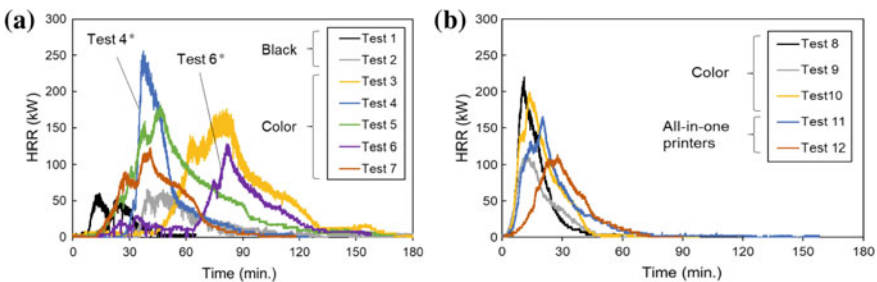 (a)
300
250
200
150
100
50
0
HRR (kW)
0 30 60 90 120 150 180
Time (min.)
Test 4*
Test 6*
Black
Color
Test 1
Test 2
Test 3
Test 4
Test 5
Test 6
Test 7
(b)
300
250
200
150
100
50
0
HRR (kW)
0 30 60 90 120 150 180
Time (min.)
Color
All-in-one
printers
Test 8
Test 9
Test10
Test 11
Test 12